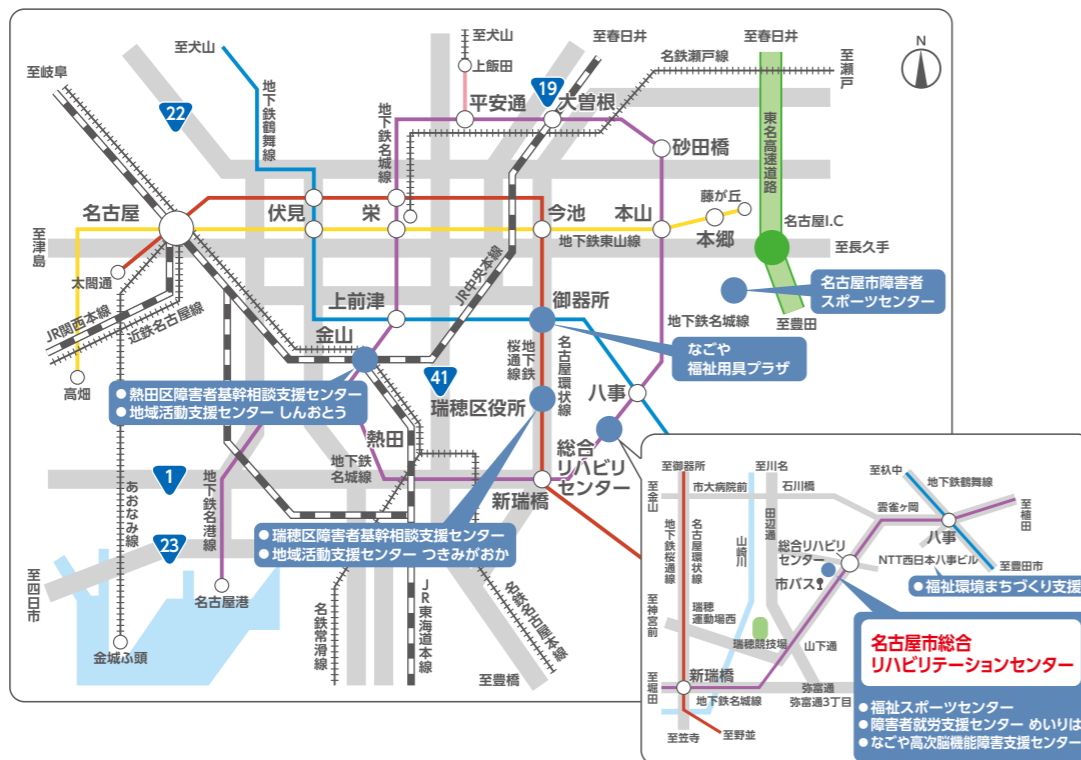 至犬山
至犬山
至春日井
至春日井
N
至岐阜
上飯田
名鉄瀬戸線
至瀬戸
地下鉄鶴舞線
22
19
平安通
大曽根
地下鉄名城線
東名高速道路
砂田橋
藤が丘
名古屋
伏見
栄
今池
本山
本郷
名古屋I.C
至津島
地下鉄東山線
至長久手
太閤通
JR中央本線
名古屋市障害者
スポーツセンター
JR関西本線
近鉄名古屋線
上前津
御器所
地下鉄名城線
至豊田
金山
地下鉄
桜通線
名古屋環状線
なごや
福祉用具プラザ
高畑
41
熱田区障害者基幹相談支援センター
地域活動支援センター しんおとう
瑞穂区役所
八事
熱田
地下鉄
名城線
総合
リハビリ
センター
1
地下鉄名港線
あおなみ線
新瑞橋
瑞穂区障害者基幹相談支援センター
地域活動支援センター つきみがおか
23
至四日市
名古屋港
金城ふ頭
名鉄常滑線
JR東海道本線
名鉄名古屋本線
至豊橋
至御器所
至川名
至杁中
地下鉄鶴舞線
至金山
市大病院前
石川橋
雲雀ヶ岡
至植田
地下鉄桜通線
名古屋環状線
山崎川
田辺通
八事
総合リハビリ
センター
NTT西日本八事ビル
至豊田市
市バス
福祉環境まちづくり支援
至神宮前
瑞穂
運動場西
瑞穂競技場
山下通
名古屋市総合
リハビリテーションセンター
新瑞橋
至堀田
地下鉄名城線
弥富通
弥富通3丁目
福祉スポーツセンター
障害者就労支援センター めいりは
なごや高次脳機能障害支援センター
至笠寺
至野並